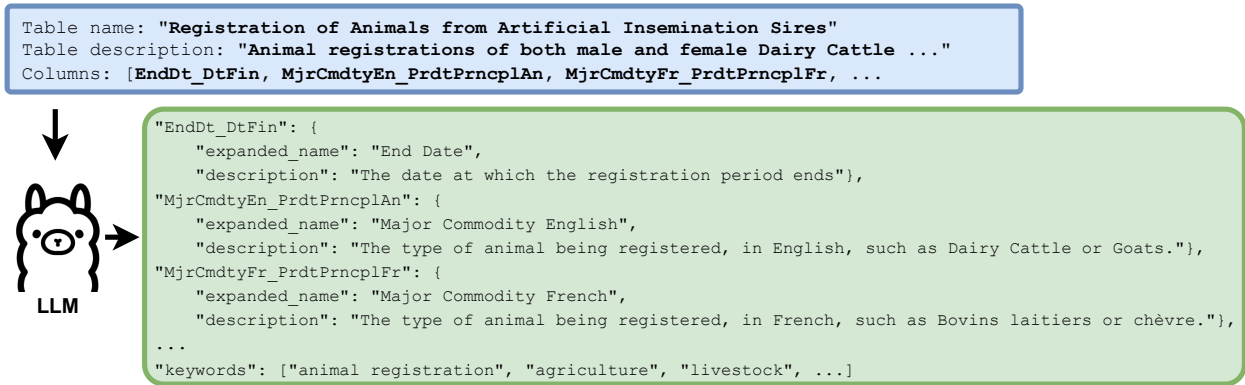 Table name: "Registration of Animals from Artificial Insemination Sires"
Table description: "Animal registrations of both male and female Dairy Cattle ..."
Columns: [EndDt_DtFin, MjrCmdtyEn_PrdtPrncplAn, MjrCmdtyFr_PrdtPrncplFr, ...
"EndDt_DtFin": {
"expanded_name": "End Date",
"description": "The date at which the registration period ends"},
"MjrCmdtyEn_PrdtPrncplAn": {
"expanded_name": "Major Commodity English",
"description": "The type of animal being registered, in English, such as Dairy Cattle or Goats."},
"MjrCmdtyFr_PrdtPrncplFr": {
"expanded_name": "Major Commodity French",
"description": "The type of animal being registered, in French, such as Bovins laitiers or chèvre."},
...
"keywords": ["animal registration", "agriculture", "livestock", ...]
LLM